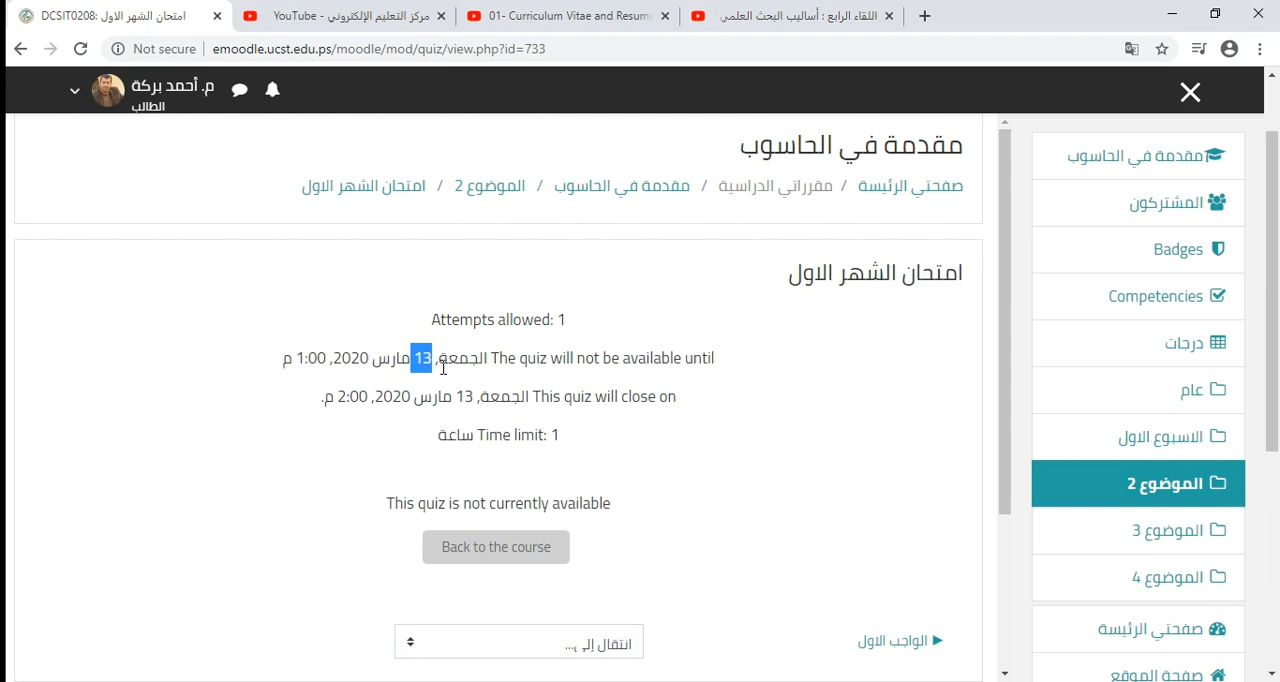 DCSIT0208: امتحان الشهر الاول
مركز التعليم الإلكتروني - YouTube
01- Curriculum Vitae and Resume
اللقاء الرابع : أساليب البحث العلمي
Not secure
emoodle.ucst.edu.ps/moodle/mod/quiz/view.php?id=733
م. أحمد بركة
الطالب
مقدمة في الحاسوب
صفحتي الرئيسة / مقرراتي الدراسية / مقدمة في الحاسوب / الموضوع 2 / امتحان الشهر الاول
امتحان الشهر الاول
Attempts allowed: 1
The quiz will not be available until الجمعة, 13 مارس 2020, 1:00 م
This quiz will close on الجمعة, 13 مارس 2020, 2:00 م.
Time limit: 1 ساعة
This quiz is not currently available
Back to the course
الواجب الاول ▶
انتقال إلى...
مقدمة في الحاسوب
المشتركون
Badges
Competencies
درجات
عام
الاسبوع الاول
الموضوع 2
الموضوع 3
الموضوع 4
صفحتي الرئيسة
صفحة الموقع